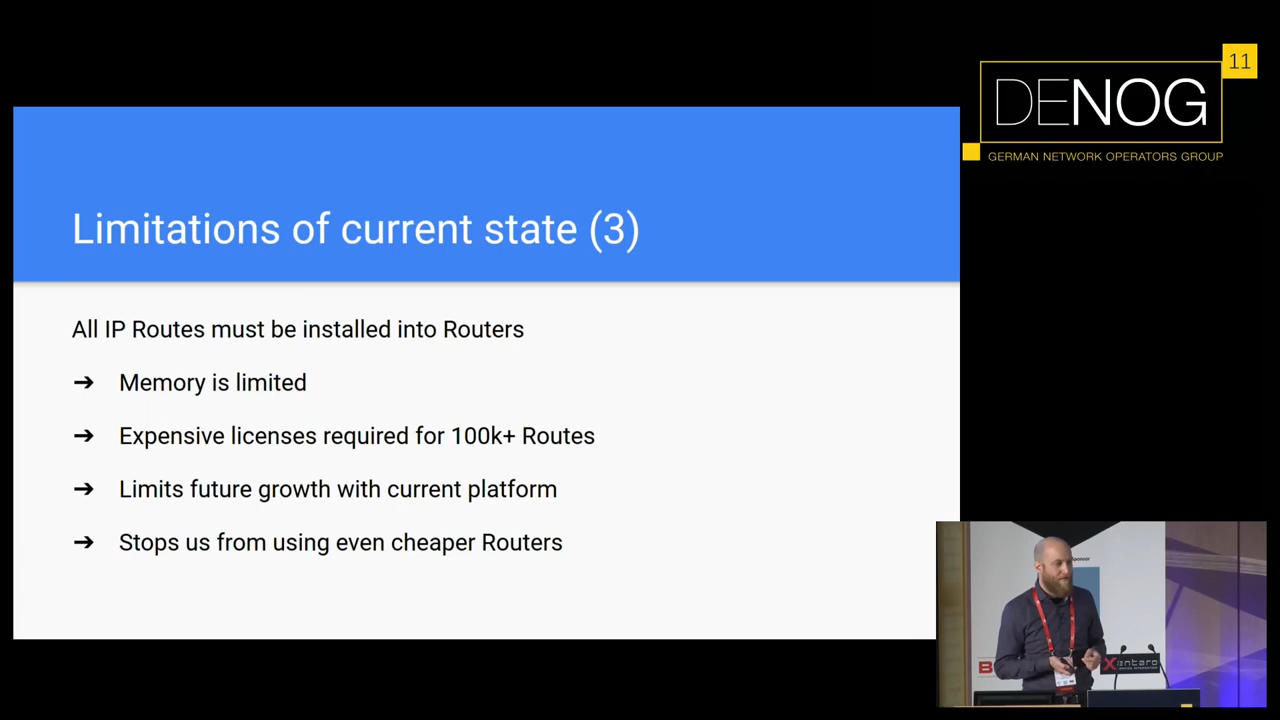 11
DENOG
GERMAN NETWORK OPERATORS GROUP
Limitations of current state (3)
All IP Routes must be installed into Routers
➔ Memory is limited
➔ Expensive licenses required for 100k+ Routes
➔ Limits future growth with current platform
➔ Stops us from using even cheaper Routers
Xantaro